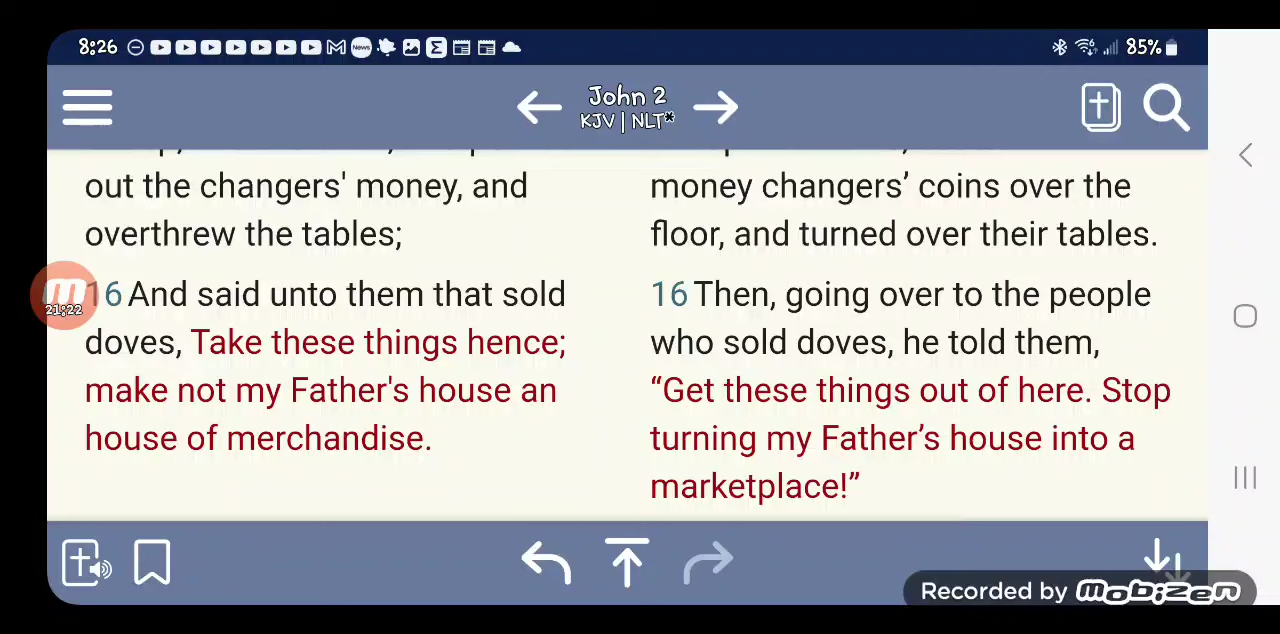 8:26
News
85%
John 2
KJV | NLT*
out the changers' money, and
overthrew the tables;
16 And said unto them that sold
doves, Take these things hence;
make not my Father's house an
house of merchandise.
money changers’ coins over the
floor, and turned over their tables.
16 Then, going over to the people
who sold doves, he told them,
“Get these things out of here. Stop
turning my Father’s house into a
marketplace!”
21:22
Recorded by mobizen